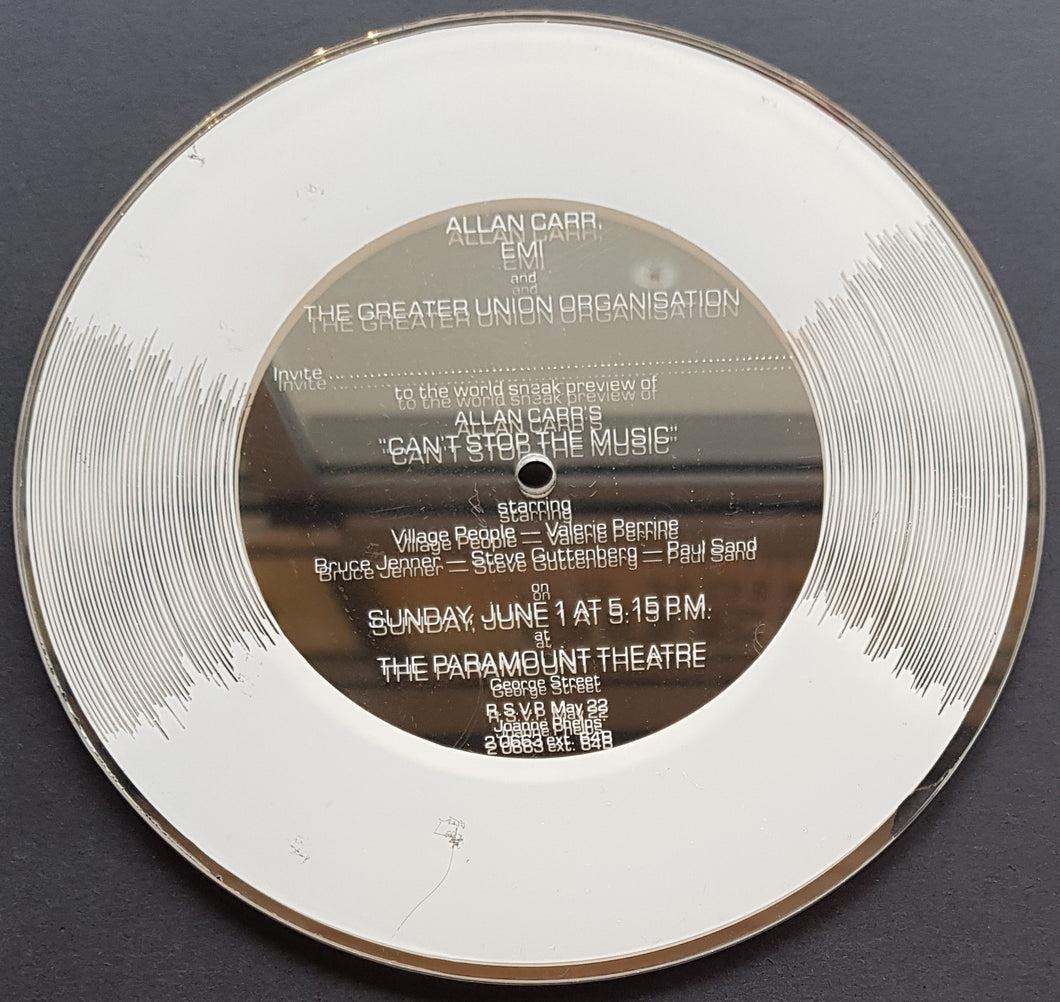 ALLAN CARR,
EMI
and
THE GREATER UNION ORGANISATION
Invite ................................................................
to the world sneak preview of
ALLAN CARR'S
"CAN'T STOP THE MUSIC"
starring
Village People — Valerie Perrine
Bruce Jenner — Steve Guttenberg — Paul Sand
on
SUNDAY, JUNE 1 AT 5.15 P.M.
at
THE PARAMOUNT THEATRE
George Street
R.S.V.P. May 22
Joanne Phelps
2 0663 ext. 848